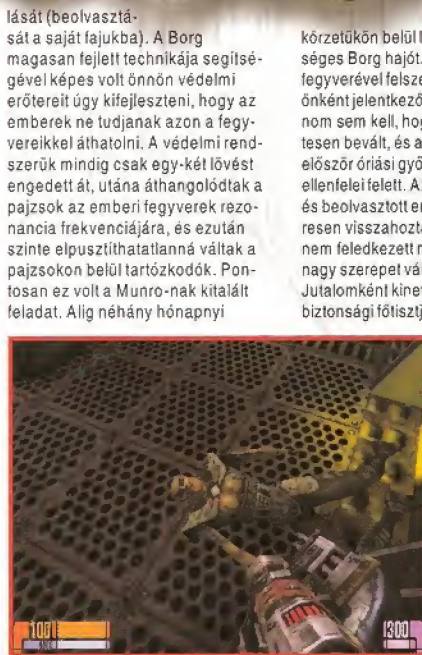 lását (beolvasztá-
sát a saját fajukba). A Borg
magasan fejlett technikája segítsé-
gével képes volt önnön védelmi
erőtereit úgy kifejleszteni, hogy az
emberek ne tudjanak azon a fegy-
vereikkel áthatolni. A védelmi rend-
szerük mindig csak egy-két lövést
engedett át, utána áthangolódtak a
pajzsok az emberi fegyverek rezo-
nancia frekvenciájára, és ezután
szinte elpusztíthatatlanná váltak a
pajzsokon belül tartózkodók. Pon-
tosan ez volt a Munro-nak kitalált
feladat. Alig néhány hónapnyi
körzetükön belül
séges Borg hajót.
fegyverével felsze
önként jelentkező
nom sem kell, hog
tesen bevált, és a
először óriási győ
ellenfelei felett. A
és beolvasztott e
resen visszahozta
nem feledkezett
nagy szerepet vál
Jutalomként kine
biztonsági főtiszt
100
300